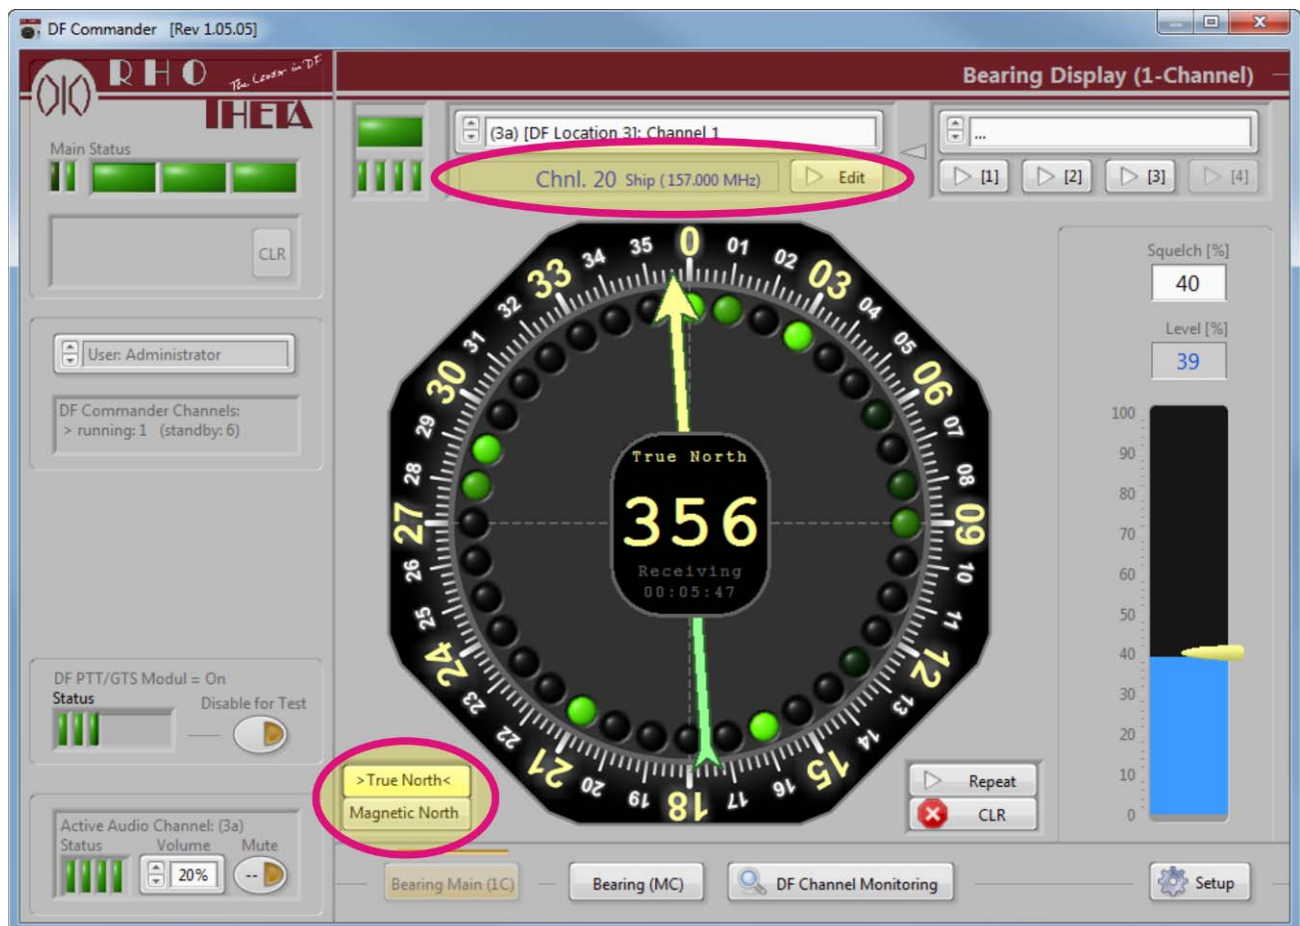 DF Commander [Rev 1.05.05]
RHO
The Leader in DF
THETA
Bearing Display (1-Channel)
Main Status
CLR
(3a) [DF Location 3]: Channel 1
Chnl. 20 Ship (157.000 MHz)
Edit
...
[1] [2] [3] [4]
User: Administrator
DF Commander Channels:
> running: 1 (standby: 6)
0 01 02 03 04 05 06 07 08 09 10 11 12 13 14 15 16 17 18 19 20 21 22 23 24 25 26 27 28 29 30 31 32 33 34 35
True North
356
Receiving
00:05:47
Squelch [%]
40
Level [%]
39
100
90
80
70
60
50
40
30
20
10
0
DF PTT/GTS Modul = On
Status
Disable for Test
>True North<
Magnetic North
Repeat
CLR
Active Audio Channel: (3a)
Status Volume Mute
20% --
Bearing Main (1C)
Bearing (MC)
DF Channel Monitoring
Setup